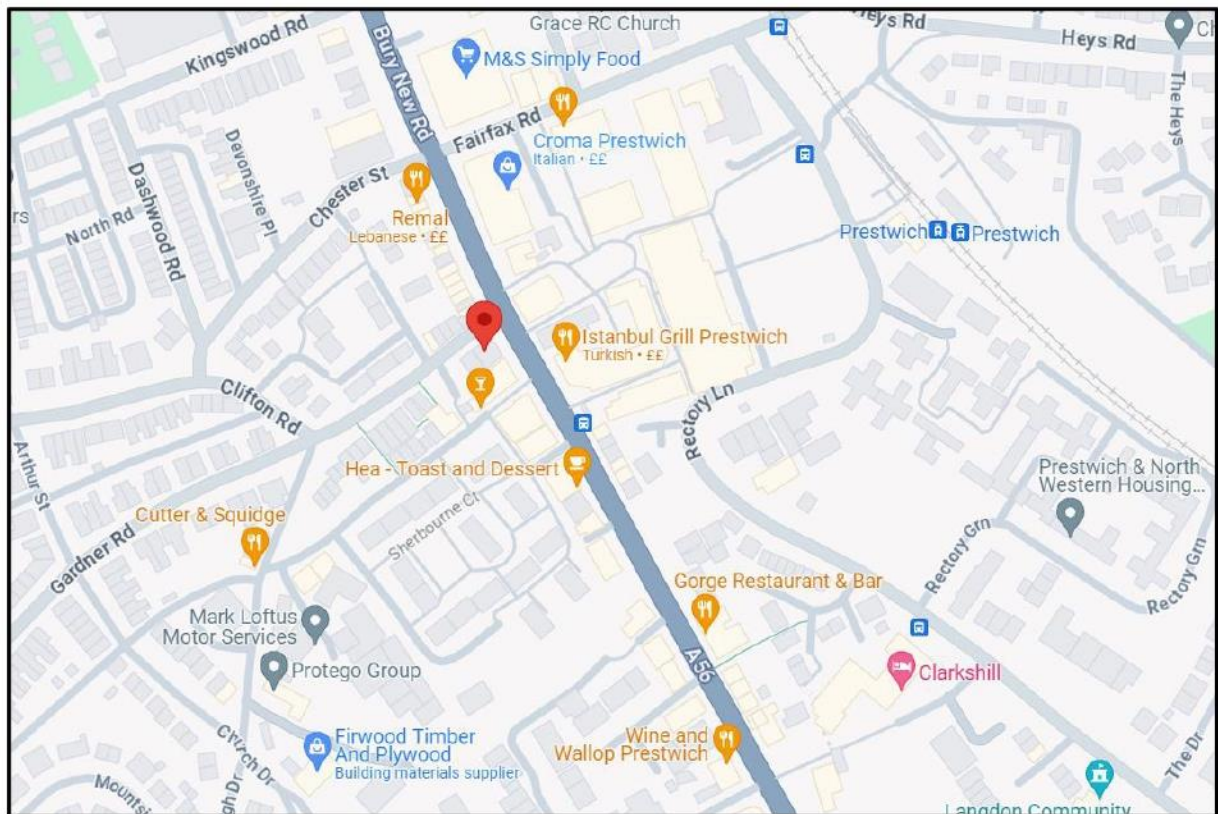 Grace RC Church
Heys Rd
Heys Rd
The Heys
Kingswood Rd
Bury New Rd
M&S Simply Food
Fairfax Rd
Croma Prestwich
Italian • ££
Devonshire Pl
Dashwood Rd
Chester St
North Rd
Remal
Lebanese • ££
Prestwich
Prestwich
Istanbul Grill Prestwich
Turkish • ££
Clifton Rd
Rectory Ln
Arthur St
Hea - Toast and Dessert
Prestwich & North
Western Housing...
Sherbourne Ct
Cutter & Squidge
Gardner Rd
Rectory Grn
Rectory Grn
Gorge Restaurant & Bar
Mark Loftus
Motor Services
Protego Group
A56
Clarkshill
Firwood Timber
And Plywood
Building materials supplier
Wine and
Wallop Prestwich
Church Dr
The Dr
Langdon Community